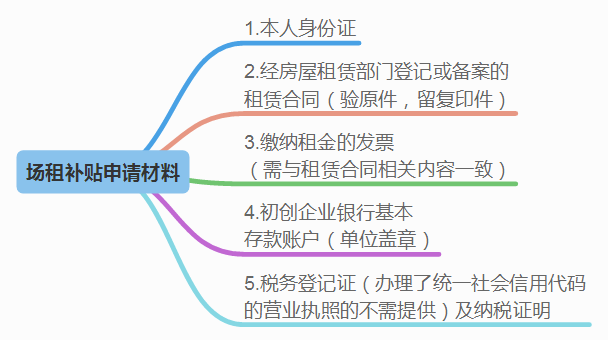 场租补贴申请材料
1.本人身份证
2.经房屋租赁部门登记或备案的
租赁合同（验原件，留复印件）
3.缴纳租金的发票
（需与租赁合同相关内容一致）
4.初创企业银行基本
存款账户（单位盖章）
5.税务登记证（办理了统一社会信用代码
的营业执照的不需提供）及纳税证明